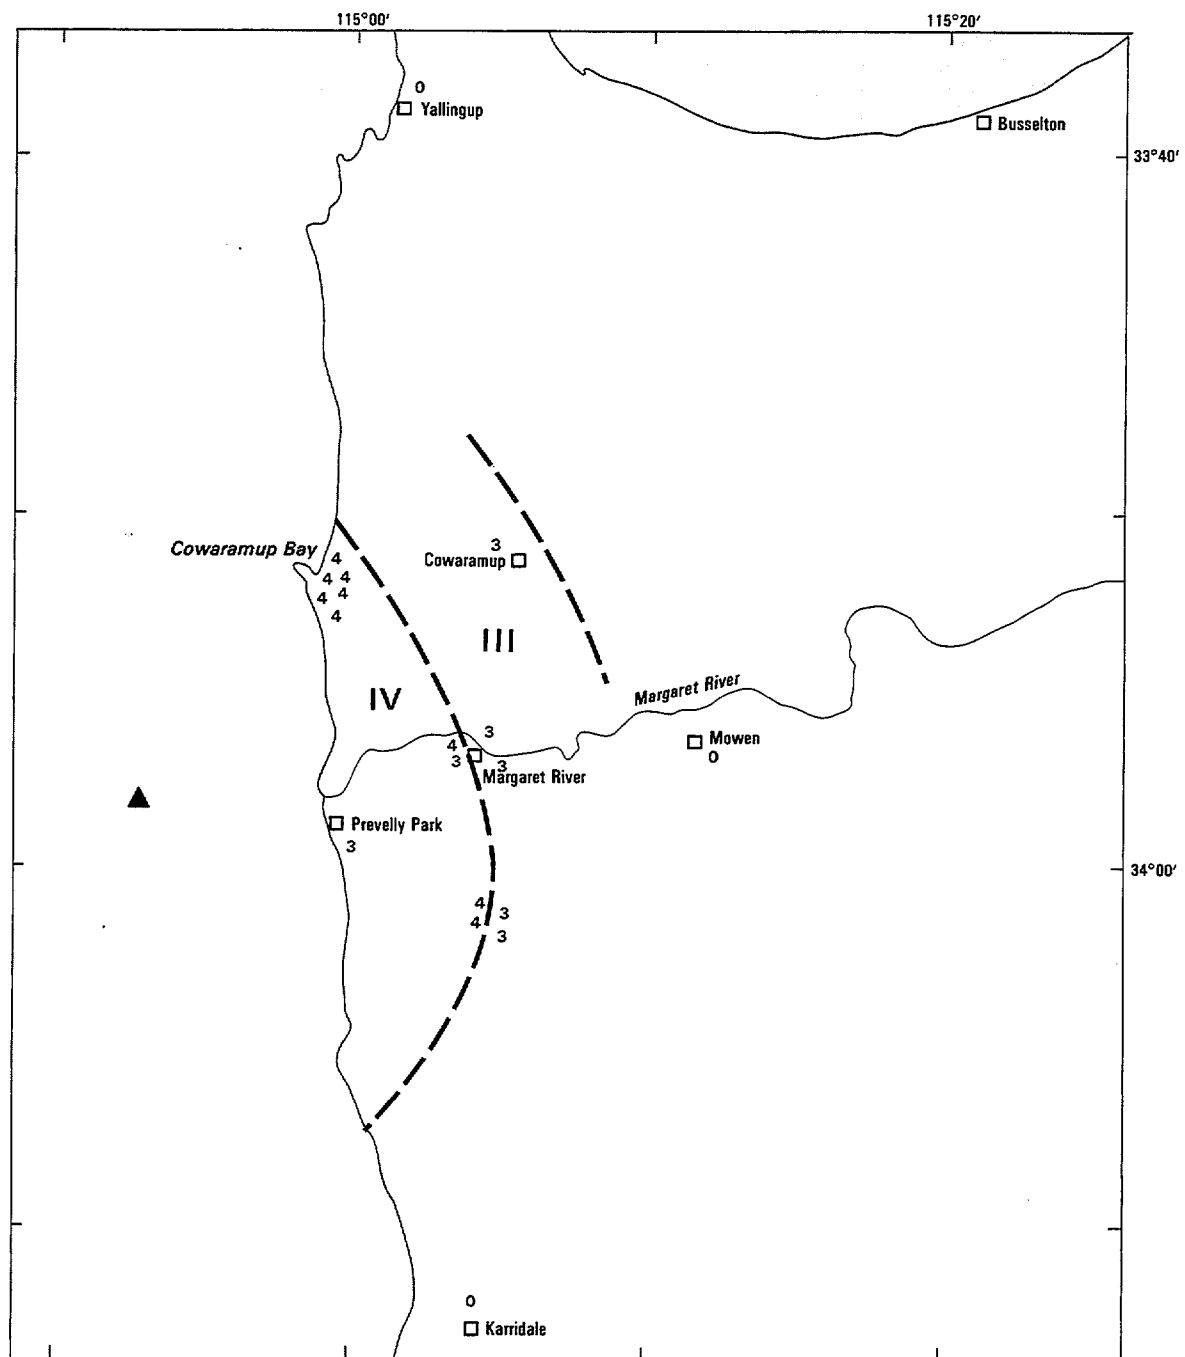 115°00′
115°20′
0
Yallingup
Busselton
33°40′
Cowaramup Bay
4
4 4
4 4
4
3
Cowaramup
III
IV
Margaret River
3
4
3 3
Margaret River
Mowen
0
Prevelly Park
3
34°00′
4 3
4 3
0
Karridale